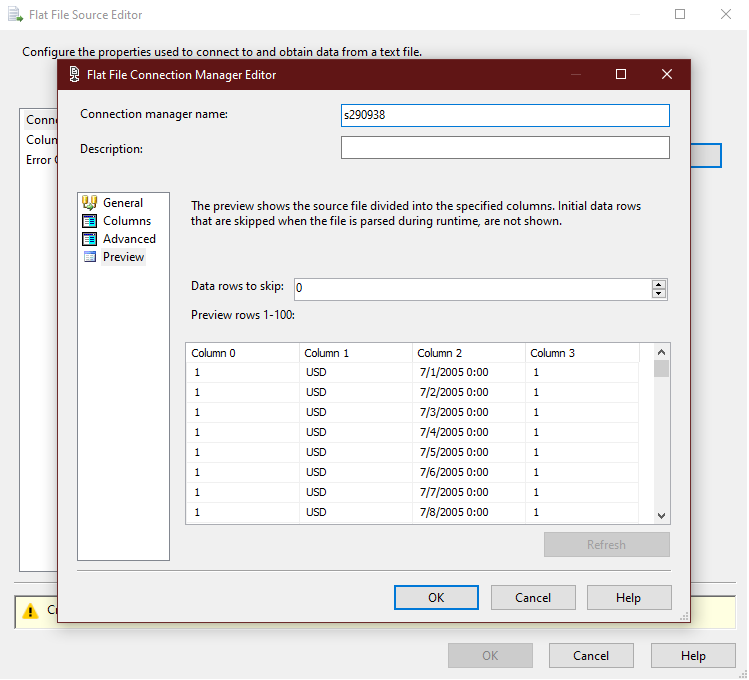 Flat File Source Editor
Configure the properties used to connect to and obtain data from a text file.
Flat File Connection Manager Editor
Connection manager name: s290938
Description:
General
Columns
Advanced
Preview
The preview shows the source file divided into the specified columns. Initial data rows
that are skipped when the file is parsed during runtime, are not shown.
Data rows to skip: 0
Preview rows 1-100:
Column 0 Column 1 Column 2 Column 3
1 USD 7/1/2005 0:00 1
1 USD 7/2/2005 0:00 1
1 USD 7/3/2005 0:00 1
1 USD 7/4/2005 0:00 1
1 USD 7/5/2005 0:00 1
1 USD 7/6/2005 0:00 1
1 USD 7/7/2005 0:00 1
1 USD 7/8/2005 0:00 1
Refresh
OK Cancel Help
OK Cancel Help